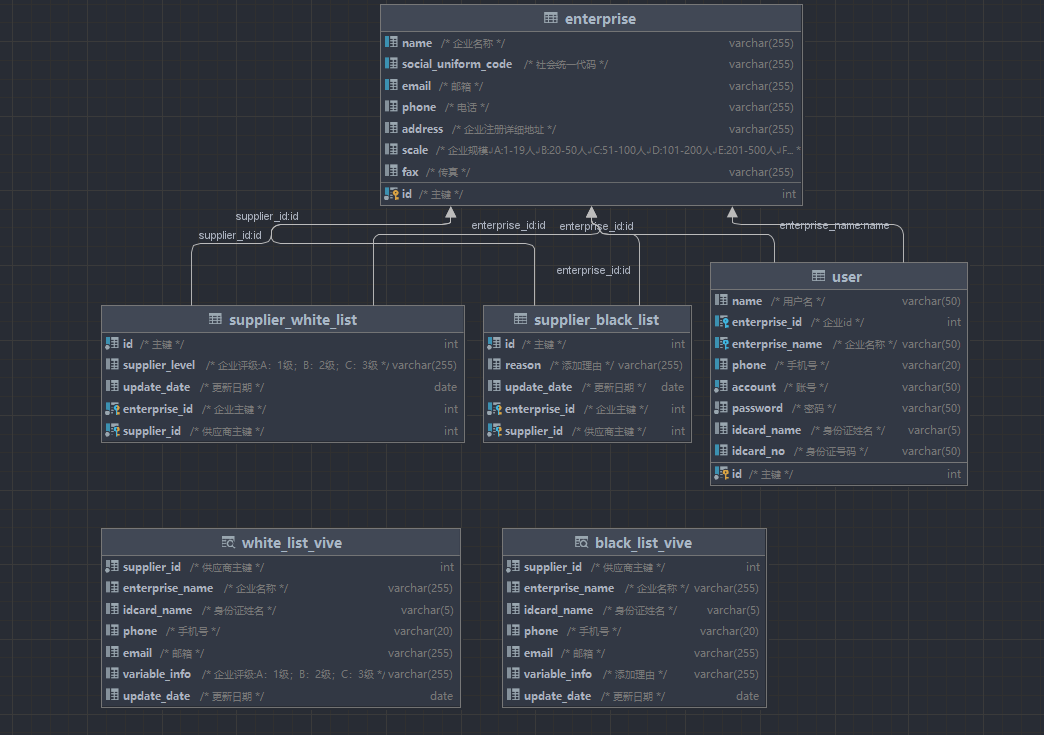 enterprise
name /* 企业名称 */ varchar(255)
social_uniform_code /* 社会统一代码 */ varchar(255)
email /* 邮箱 */ varchar(255)
phone /* 电话 */ varchar(255)
address /* 企业注册详细地址 */ varchar(255)
scale /* 企业规模↲A:1-19人↲B:20-50人↲C:51-100人↲D:101-200人↲E:201-500人↲F... *
fax /* 传真 */ varchar(255)
id /* 主键 */ int
supplier_id:id
supplier_id:id
enterprise_id:id
enterprise_id:id
enterprise_name:name
enterprise_id:id
supplier_white_list
id /* 主键 */ int
supplier_level /* 企业评级:A：1级；B：2级；C：3级 */ varchar(255)
update_date /* 更新日期 */ date
enterprise_id /* 企业主键 */ int
supplier_id /* 供应商主键 */ int
supplier_black_list
id /* 主键 */ int
reason /* 添加理由 */ varchar(255)
update_date /* 更新日期 */ date
enterprise_id /* 企业主键 */ int
supplier_id /* 供应商主键 */ int
user
name /* 用户名 */ varchar(50)
enterprise_id /* 企业id */ int
enterprise_name /* 企业名称 */ varchar(50)
phone /* 手机号 */ varchar(20)
account /* 账号 */ varchar(50)
password /* 密码 */ varchar(50)
idcard_name /* 身份证姓名 */ varchar(5)
idcard_no /* 身份证号码 */ varchar(50)
id /* 主键 */ int
white_list_vive
supplier_id /* 供应商主键 */ int
enterprise_name /* 企业名称 */ varchar(255)
idcard_name /* 身份证姓名 */ varchar(5)
phone /* 手机号 */ varchar(20)
email /* 邮箱 */ varchar(255)
variable_info /* 企业评级:A：1级；B：2级；C：3级 */ varchar(255)
update_date /* 更新日期 */ date
black_list_vive
supplier_id /* 供应商主键 */ int
enterprise_name /* 企业名称 */ varchar(255)
idcard_name /* 身份证姓名 */ varchar(5)
phone /* 手机号 */ varchar(20)
email /* 邮箱 */ varchar(255)
variable_info /* 添加理由 */ varchar(255)
update_date /* 更新日期 */ date